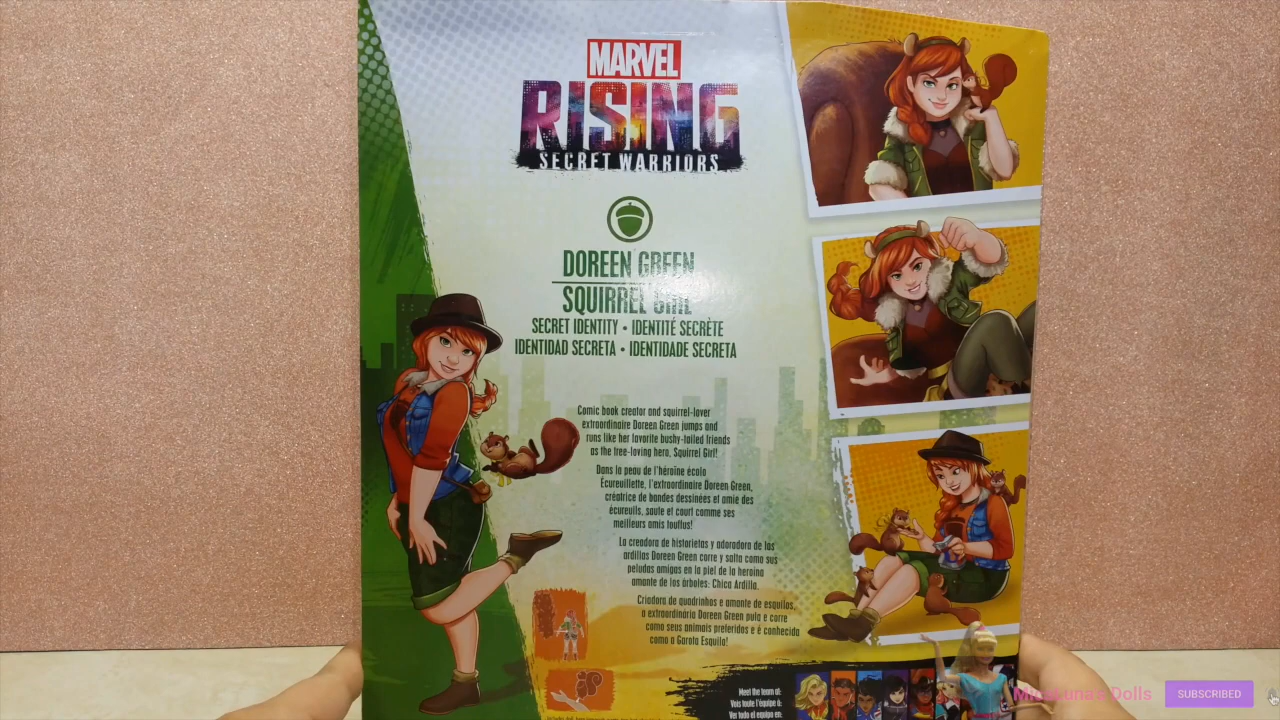 MARVEL
RISING
SECRET WARRIORS
DOREEN GREEN
SQUIRREL GIRL
SECRET IDENTITY • IDENTITÉ SECRÈTE
IDENTIDAD SECRETA • IDENTIDADE SECRETA
Comic book creator and squirrel-lover
extraordinaire Doreen Green jumps and
runs like her favorite bushy-tailed friends
as the tree-loving hero, Squirrel Girl!
Dans la peau de l'héroïne écolo
Écureuillette, l'extraordinaire Doreen Green,
créatrice de bandes dessinées et amie des
écureuils, saute et court comme ses
meilleurs amis touffus!
La creadora de historietas y adoradora de las
ardillas Doreen Green corre y salta como sus
peludas amigas en la piel de la heroína
amante de los árboles: Chica Ardilla.
Criadora de quadrinhos e amante de esquilos,
a extraordinária Doreen Green pula e corre
como seus animais preferidos e é conhecida
como a Garota Esquilo!
Meet the team at:
Vois toute l'équipe à:
Ver todo el equipo en:
Miss Luna's Dolls
SUBSCRIBED